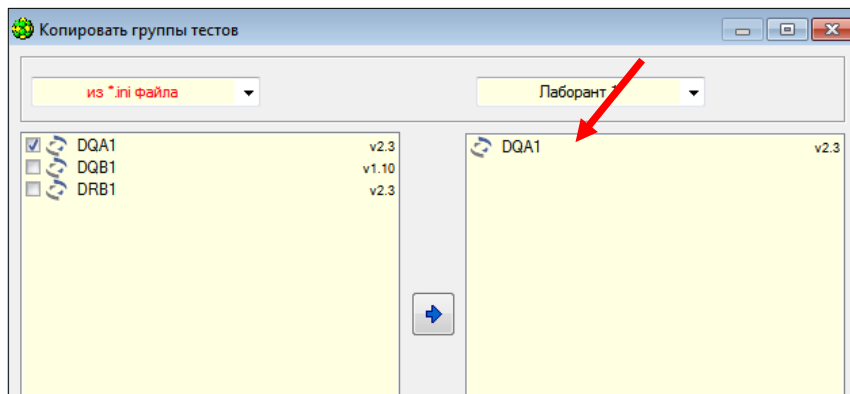 Копировать группы тестов
из *.ini файла
Лаборант
DQA1 v2.3
DQB1 v1.10
DRB1 v2.3
DQA1 v2.3